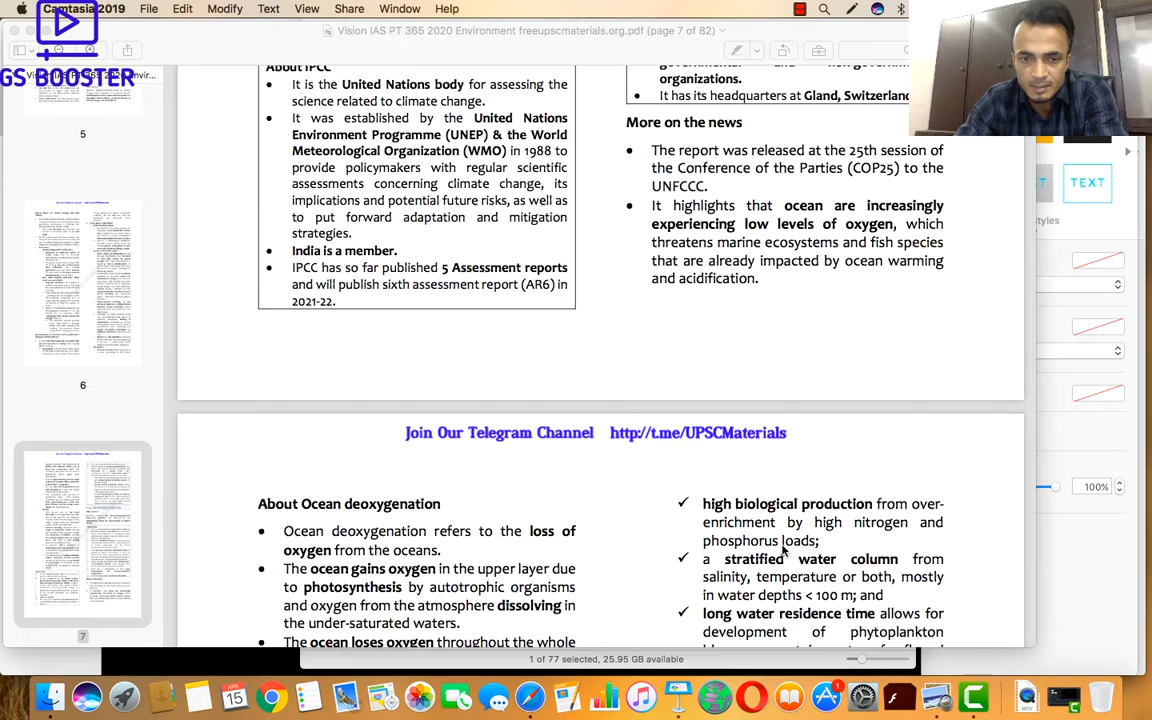 Camtasia 2019 File Edit Modify Text View Share Window Help
Vision IAS PT 365 2020 Environment freeupscmaterials.org.pdf (page 7 of 82)
GS BOOSTER
5
6
7
About IPCC
It is the United Nations body for assessing the
science related to climate change.
It was established by the United Nations
Environment Programme (UNEP) & the World
Meteorological Organization (WMO) in 1988 to
provide policymakers with regular scientific
assessments concerning climate change, its
implications and potential future risks, as well as
to put forward adaptation and mitigation
strategies.
India is a member.
IPCC has so far published 5 Assessment reports
and will publish sixth assessment report (AR6) in
2021-22.
organizations.
It has its headquarters at Gland, Switzerland
More on the news
The report was released at the 25th session of
the Conference of the Parties (COP25) to the
UNFCCC.
It highlights that ocean are increasingly
experiencing low levels of oxygen, which
threatens marine ecosystems and fish species
that are already impacted by ocean warming
and acidification.
Join Our Telegram Channel http://t.me/UPSCMaterials
About Ocean deoxygenation
Ocean deoxygenation refers to the loss of
oxygen from the oceans.
The ocean gains oxygen in the upper layer due
to photosynthesis by autotrophic organisms
and oxygen from the atmosphere dissolving in
the under-saturated waters.
The ocean loses oxygen throughout the whole
✓ high biological production from over-
enrichment by high nitrogen and
phosphorus loads;
✓ a stratified water column from
salinity, temperature or both, mostly
in water depths < 100 m; and
✓ long water residence time allows for
development of phytoplankton
TEXT
100%
1 of 77 selected, 25.95 GB available
APR
15